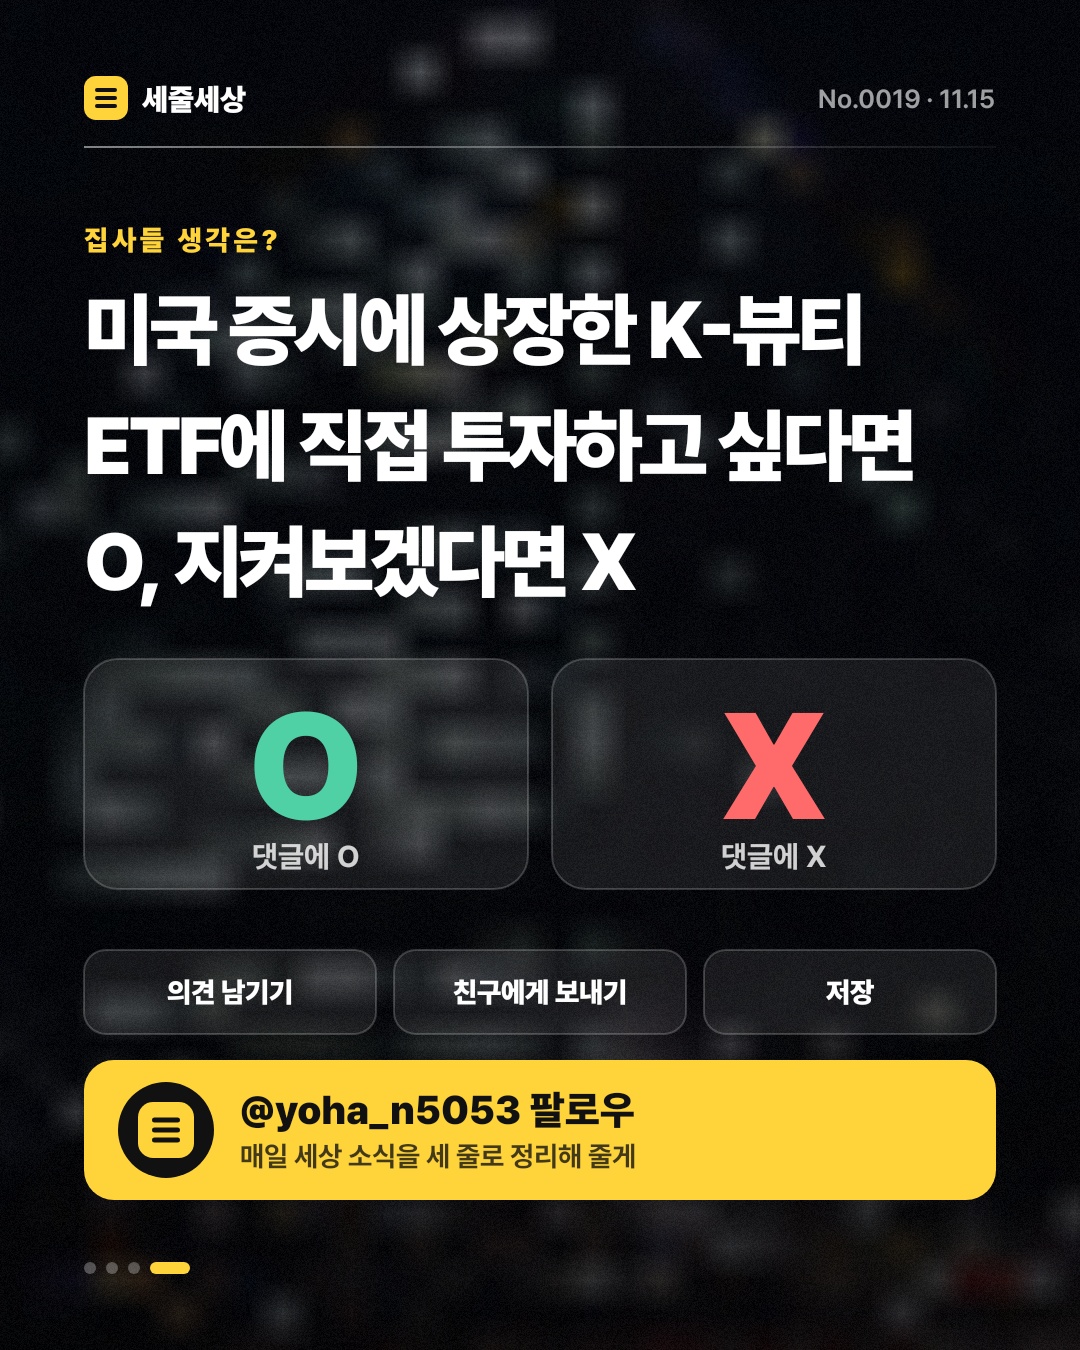 세줄세상
No.0019 · 11.15
집사들 생각은?
미국 증시에 상장한 K-뷰티
ETF에 직접 투자하고 싶다면
O, 지켜보겠다면 X
O
X
댓글에 O
댓글에 X
의견 남기기
친구에게 보내기
저장
@yoha_n5053 팔로우
매일 세상 소식을 세 줄로 정리해 줄게